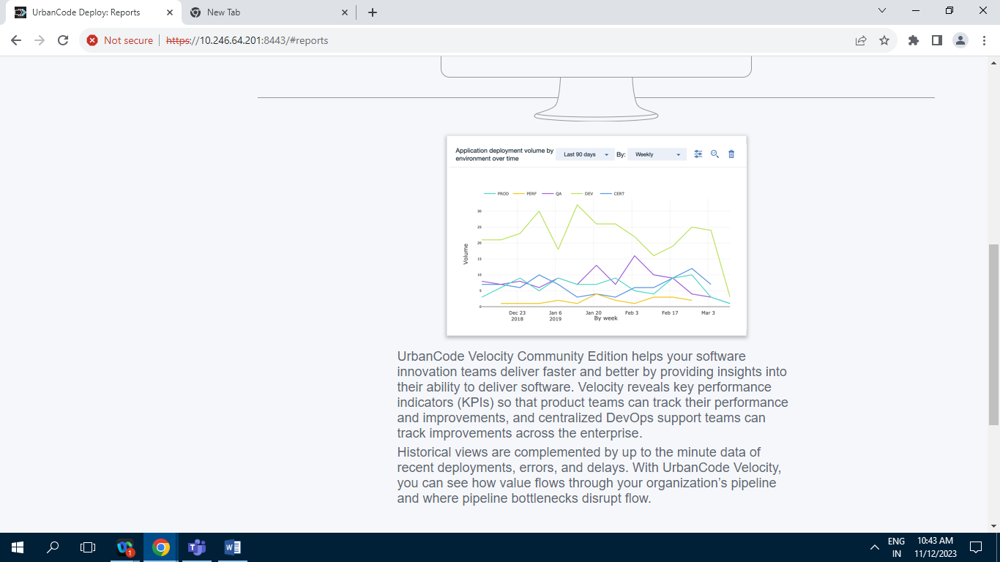 UrbanCode Deploy: Reports
New Tab
Not secure
https://10.246.64.201:8443/#reports
Application deployment volume by
environment over time
Last 90 days
By:
Weekly
PROD PERF QA DEV CERT
Volume
30
25
20
15
10
5
0
Dec 23 Jan 6 Jan 20 Feb 3 Feb 17 Mar 3
2018 2019
By week
UrbanCode Velocity Community Edition helps your software
innovation teams deliver faster and better by providing insights into
their ability to deliver software. Velocity reveals key performance
indicators (KPIs) so that product teams can track their performance
and improvements, and centralized DevOps support teams can
track improvements across the enterprise.
Historical views are complemented by up to the minute data of
recent deployments, errors, and delays. With UrbanCode Velocity,
you can see how value flows through your organization’s pipeline
and where pipeline bottlenecks disrupt flow.
1
ENG
IN
10:43 AM
11/12/2023